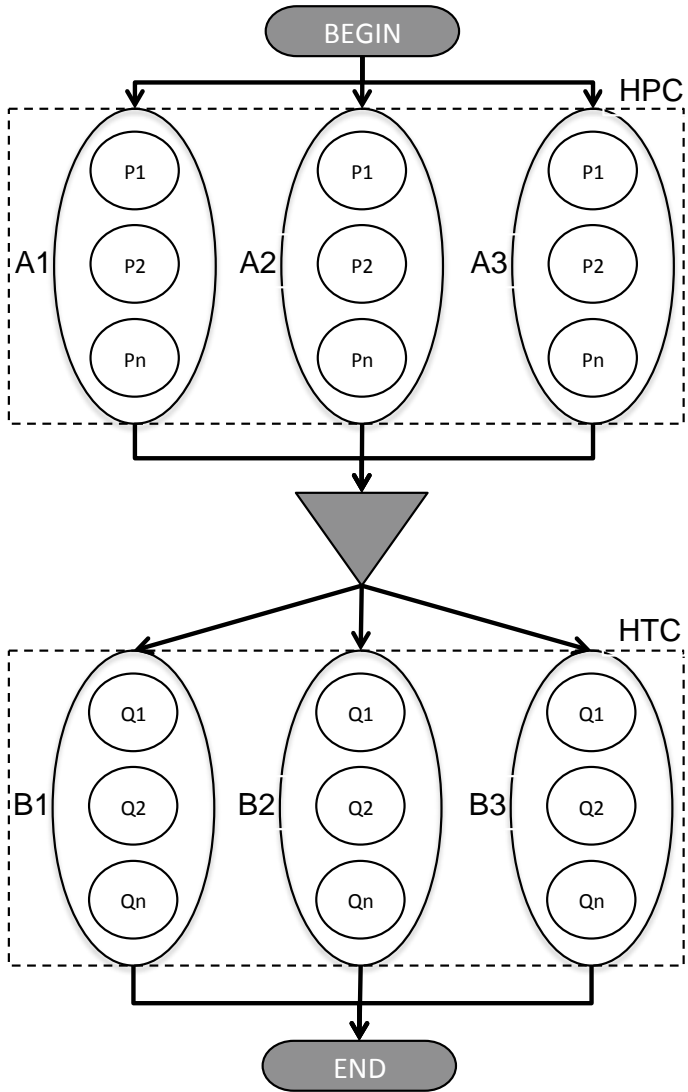 BEGIN
HPC
P1 P1 P1
A1 P2 A2 P2 A3 P2
Pn Pn Pn
HTC
Q1 Q1 Q1
B1 Q2 B2 Q2 B3 Q2
Qn Qn Qn
END